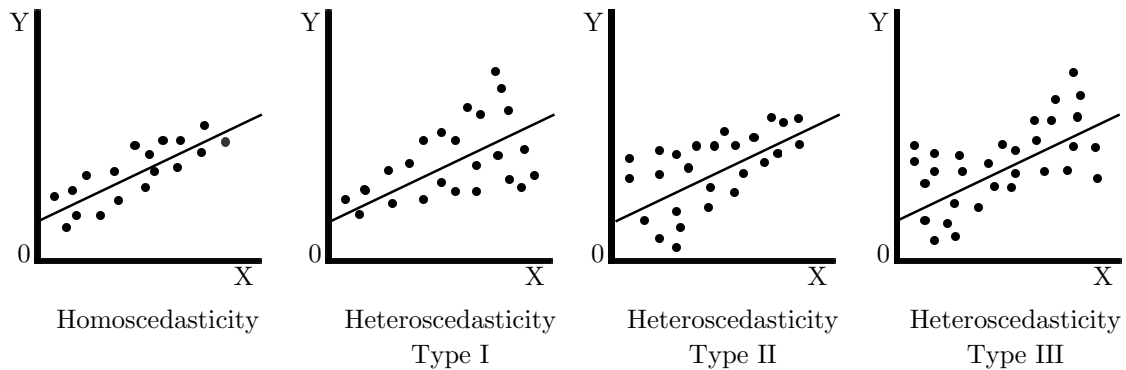 Y
0
X
Homoscedasticity
Y
0
X
Heteroscedasticity
Type I
Y
0
X
Heteroscedasticity
Type II
Y
0
X
Heteroscedasticity
Type III